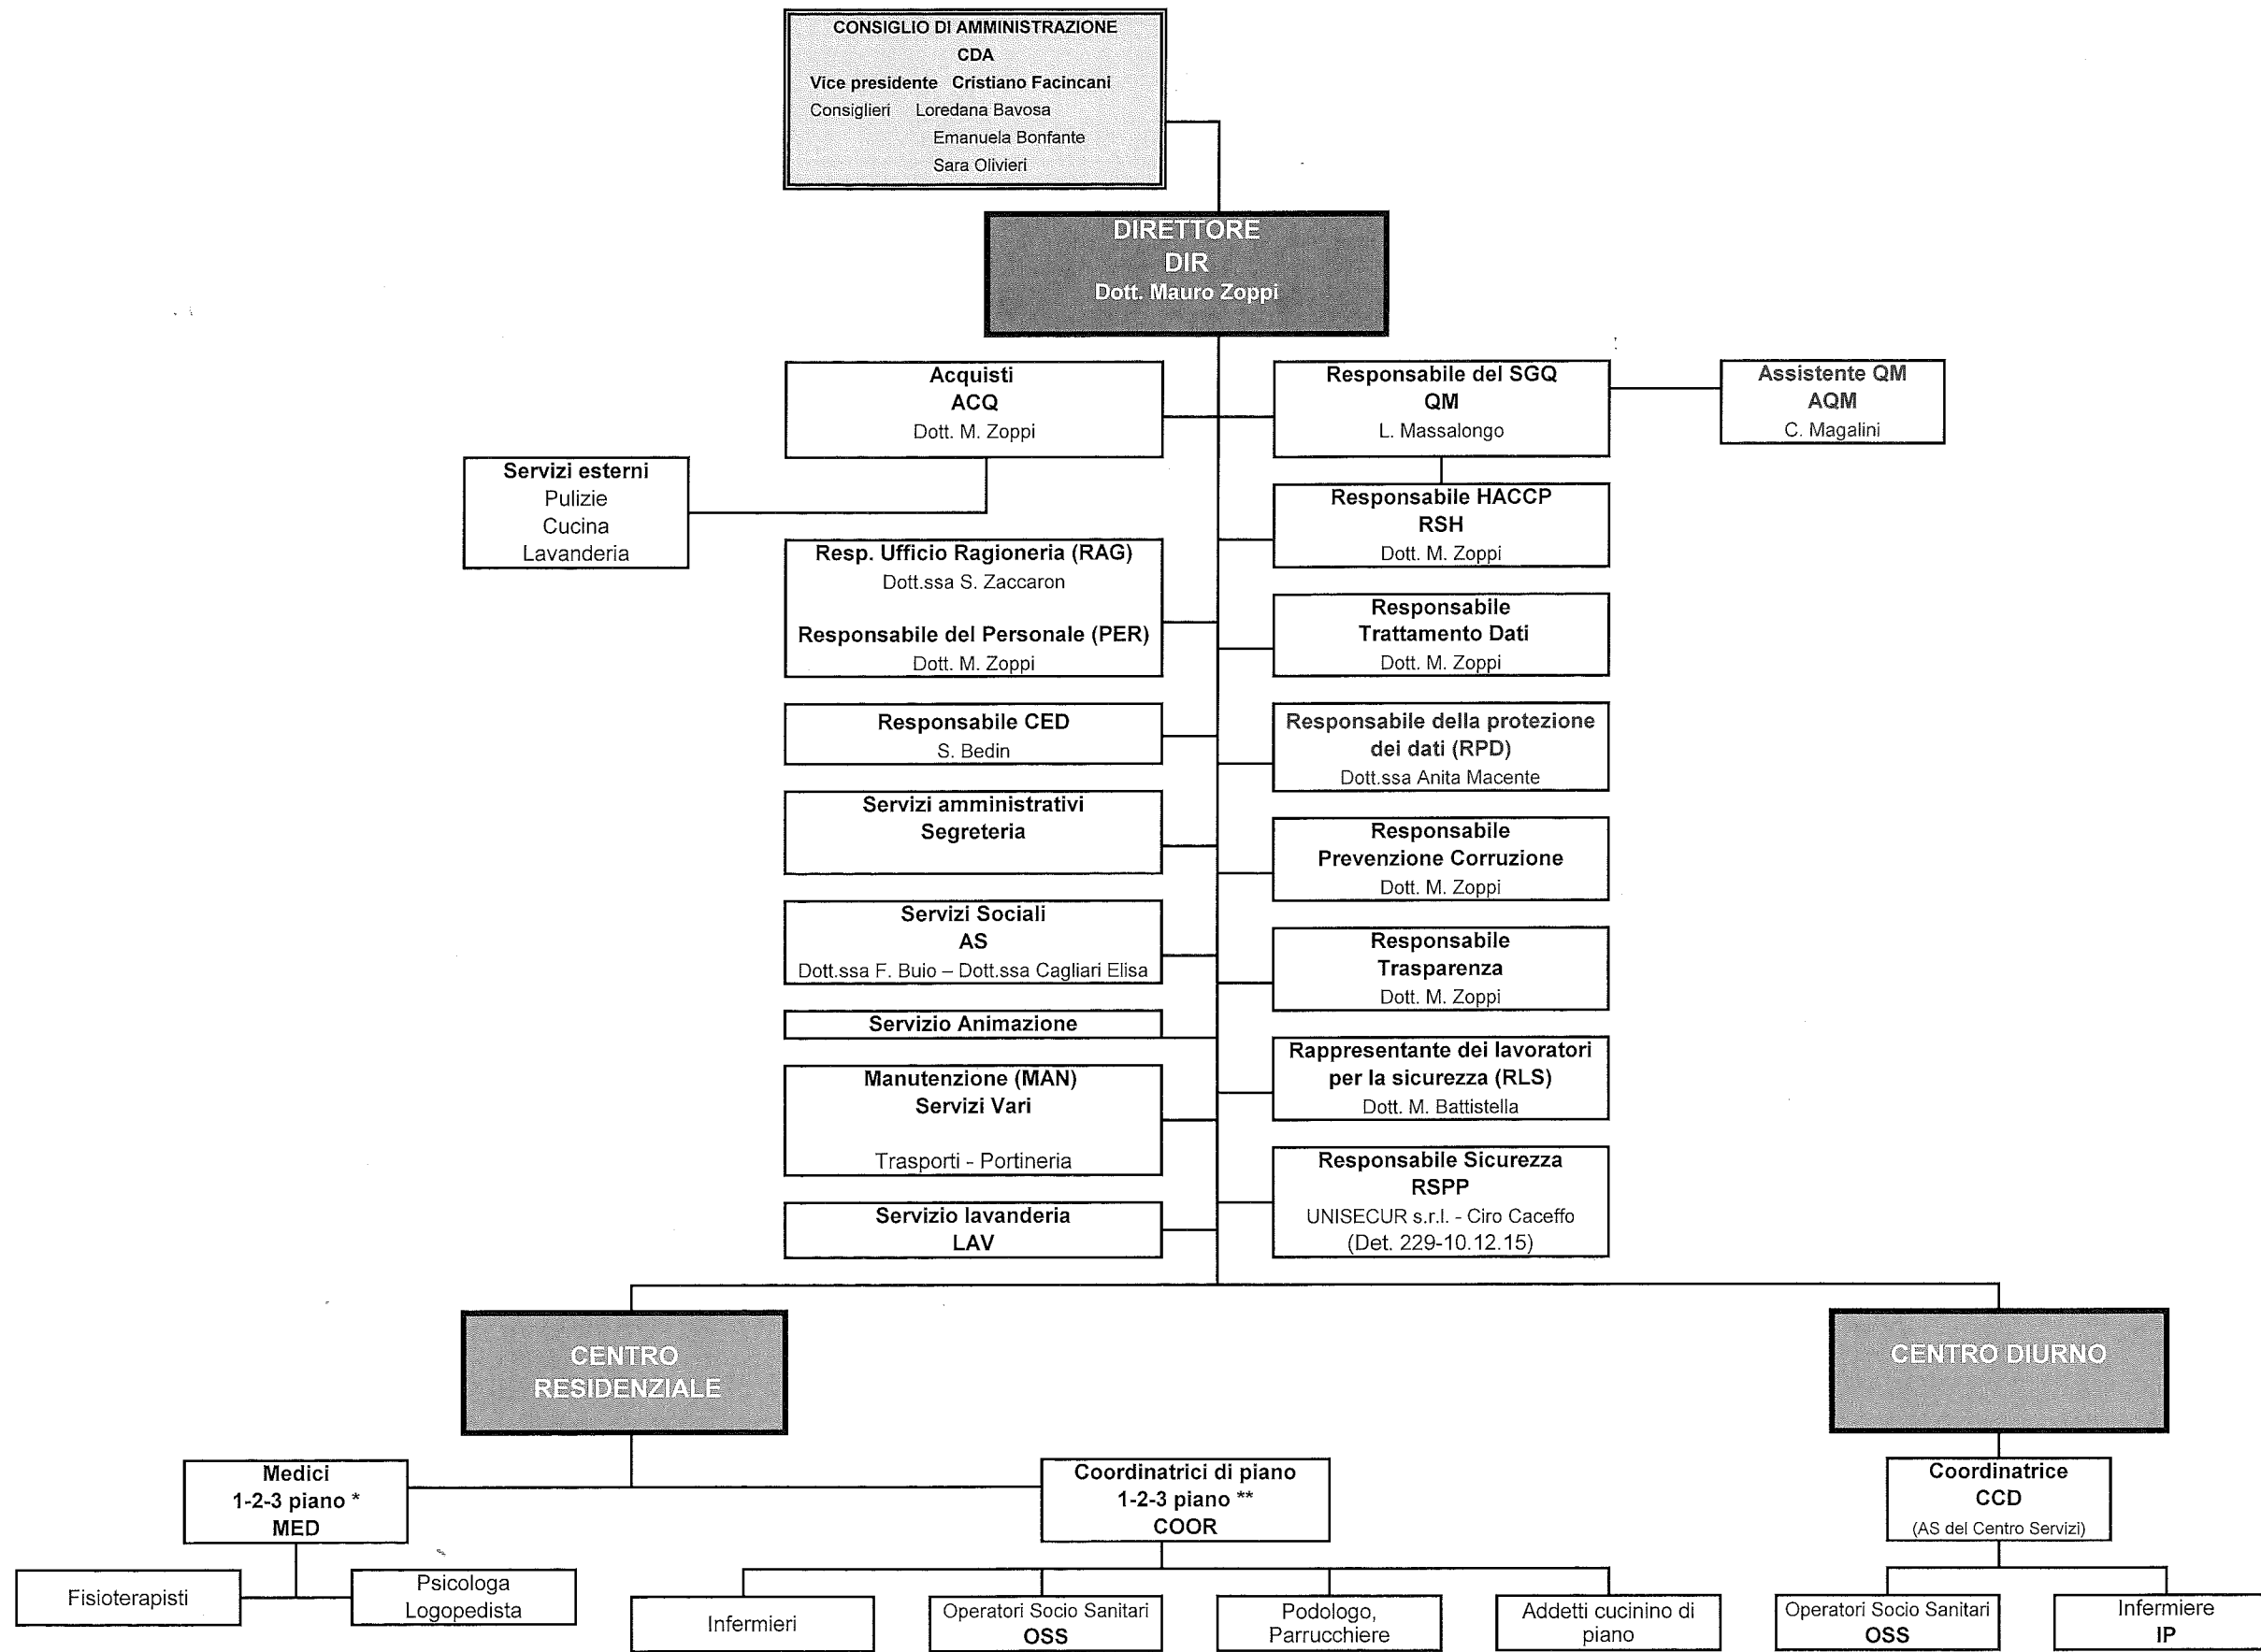 CONSIGLIO DI AMMINISTRAZIONE
CDA
Vice presidente Cristiano Facincani
Consiglieri Loredana Bavosa
Emanuela Bonfante
Sara Olivieri
DIRETTORE
DIR
Dott. Mauro Zoppi
Acquisti
ACQ
Dott. M. Zoppi
Responsabile del SGQ
QM
L. Massalongo
Assistente QM
AQM
C. Magalini
Servizi esterni
Pulizie
Cucina
Lavanderia
Responsabile HACCP
RSH
Dott. M. Zoppi
Resp. Ufficio Ragioneria (RAG)
Dott.ssa S. Zaccaron
Responsabile del Personale (PER)
Dott. M. Zoppi
Responsabile
Trattamento Dati
Dott. M. Zoppi
Responsabile CED
S. Bedin
Responsabile della protezione
dei dati (RPD)
Dott.ssa Anita Macente
Servizi amministrativi
Segreteria
Responsabile
Prevenzione Corruzione
Dott. M. Zoppi
Servizi Sociali
AS
Dott.ssa F. Buio – Dott.ssa Cagliari Elisa
Responsabile
Trasparenza
Dott. M. Zoppi
Servizio Animazione
Rappresentante dei lavoratori
per la sicurezza (RLS)
Dott. M. Battistella
Manutenzione (MAN)
Servizi Vari
Trasporti - Portineria
Responsabile Sicurezza
RSPP
UNISECUR s.r.l. - Ciro Caceffo
(Det. 229-10.12.15)
Servizio lavanderia
LAV
CENTRO
RESIDENZIALE
CENTRO DIURNO
Medici
1-2-3 piano *
MED
Coordinatrici di piano
1-2-3 piano **
COOR
Coordinatrice
CCD
(AS del Centro Servizi)
Fisioterapisti
Psicologa
Logopedista
Infermieri
Operatori Socio Sanitari
OSS
Podologo,
Parrucchiere
Addetti cucinino di
piano
Operatori Socio Sanitari
OSS
Infermiere
IP